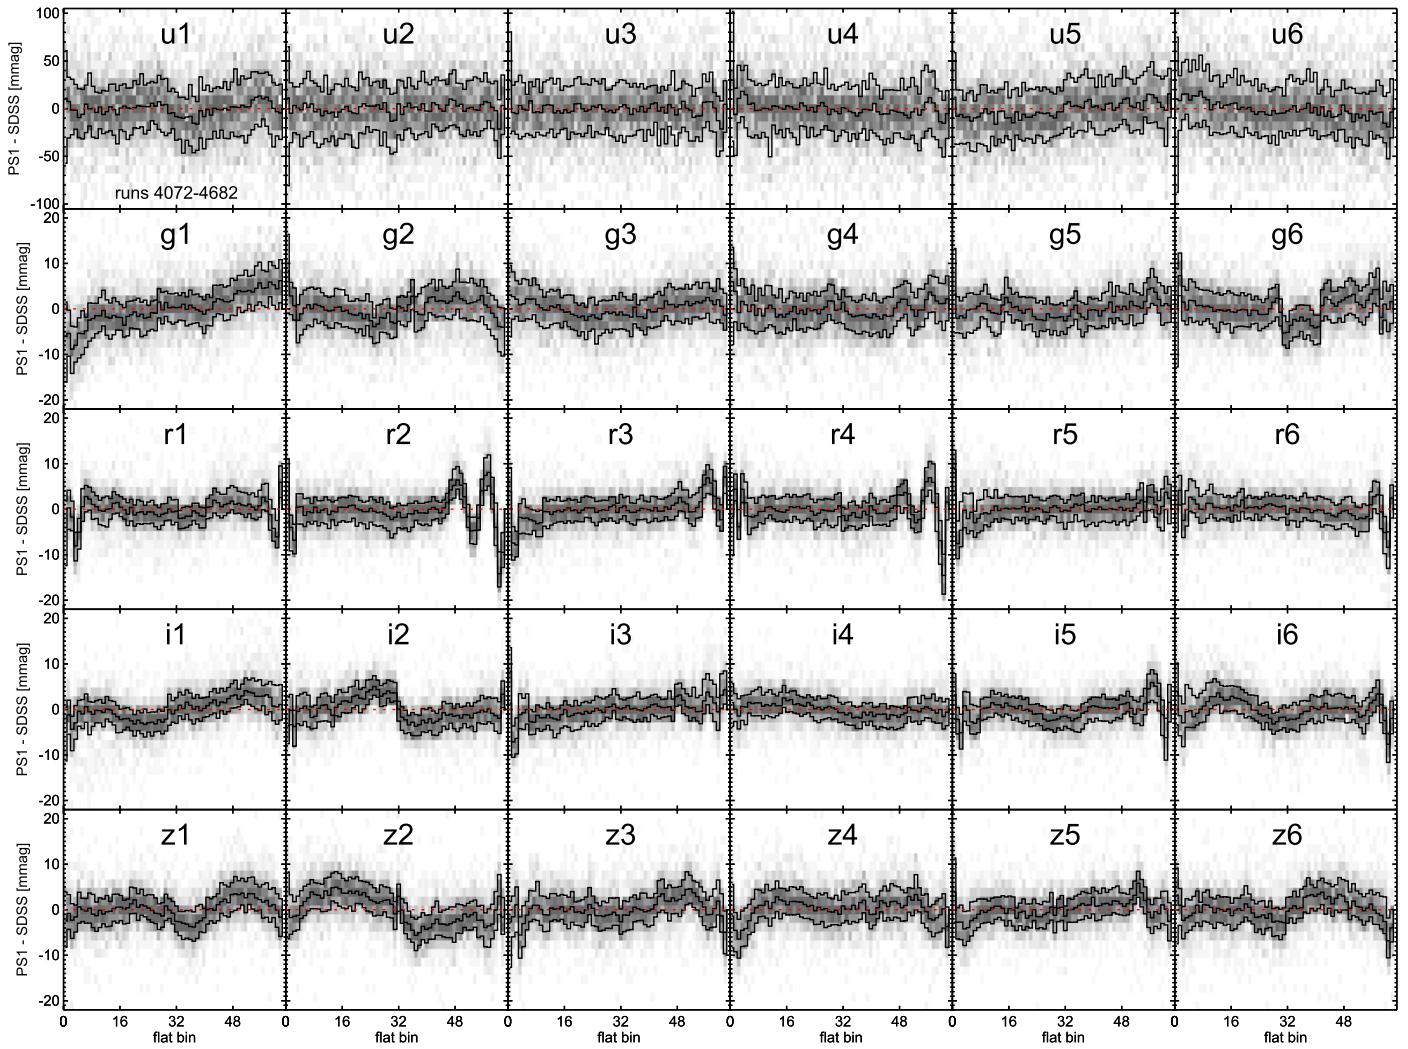 u1 u2 u3 u4 u5 u6
100
50
0
-50
-100
PS1 - SDSS [mmag]
runs 4072-4682
g1 g2 g3 g4 g5 g6
20
10
0
-10
-20
PS1 - SDSS [mmag]
r1 r2 r3 r4 r5 r6
20
10
0
-10
-20
PS1 - SDSS [mmag]
i1 i2 i3 i4 i5 i6
20
10
0
-10
-20
PS1 - SDSS [mmag]
z1 z2 z3 z4 z5 z6
20
10
0
-10
-20
PS1 - SDSS [mmag]
0 16 32 48 0 16 32 48 0 16 32 48 0 16 32 48 0 16 32 48 0 16 32 48
flat bin flat bin flat bin flat bin flat bin flat bin